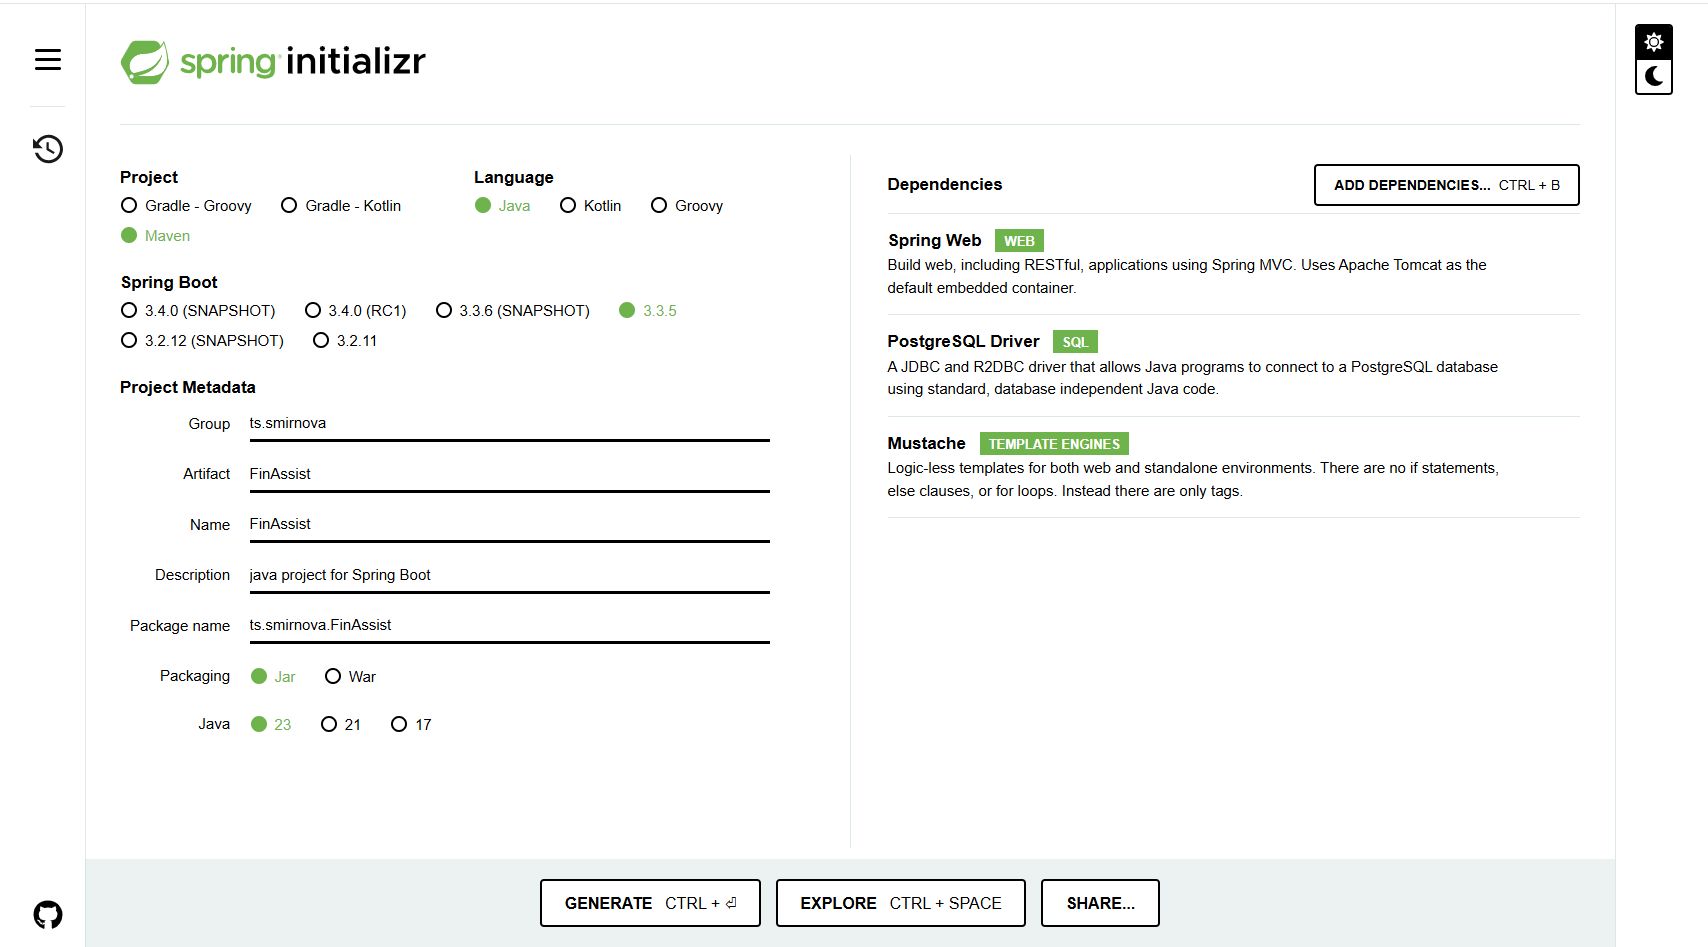 spring initializr
Project
Gradle - Groovy Gradle - Kotlin
Maven
Language
Java Kotlin Groovy
Spring Boot
3.4.0 (SNAPSHOT) 3.4.0 (RC1) 3.3.6 (SNAPSHOT) 3.3.5
3.2.12 (SNAPSHOT) 3.2.11
Project Metadata
Group ts.smirnova
Artifact FinAssist
Name FinAssist
Description java project for Spring Boot
Package name ts.smirnova.FinAssist
Packaging Jar War
Java 23 21 17
Dependencies ADD DEPENDENCIES... CTRL + B
Spring Web WEB
Build web, including RESTful, applications using Spring MVC. Uses Apache Tomcat as the
default embedded container.
PostgreSQL Driver SQL
A JDBC and R2DBC driver that allows Java programs to connect to a PostgreSQL database
using standard, database independent Java code.
Mustache TEMPLATE ENGINES
Logic-less templates for both web and standalone environments. There are no if statements,
else clauses, or for loops. Instead there are only tags.
GENERATE CTRL + ⏎ EXPLORE CTRL + SPACE SHARE...